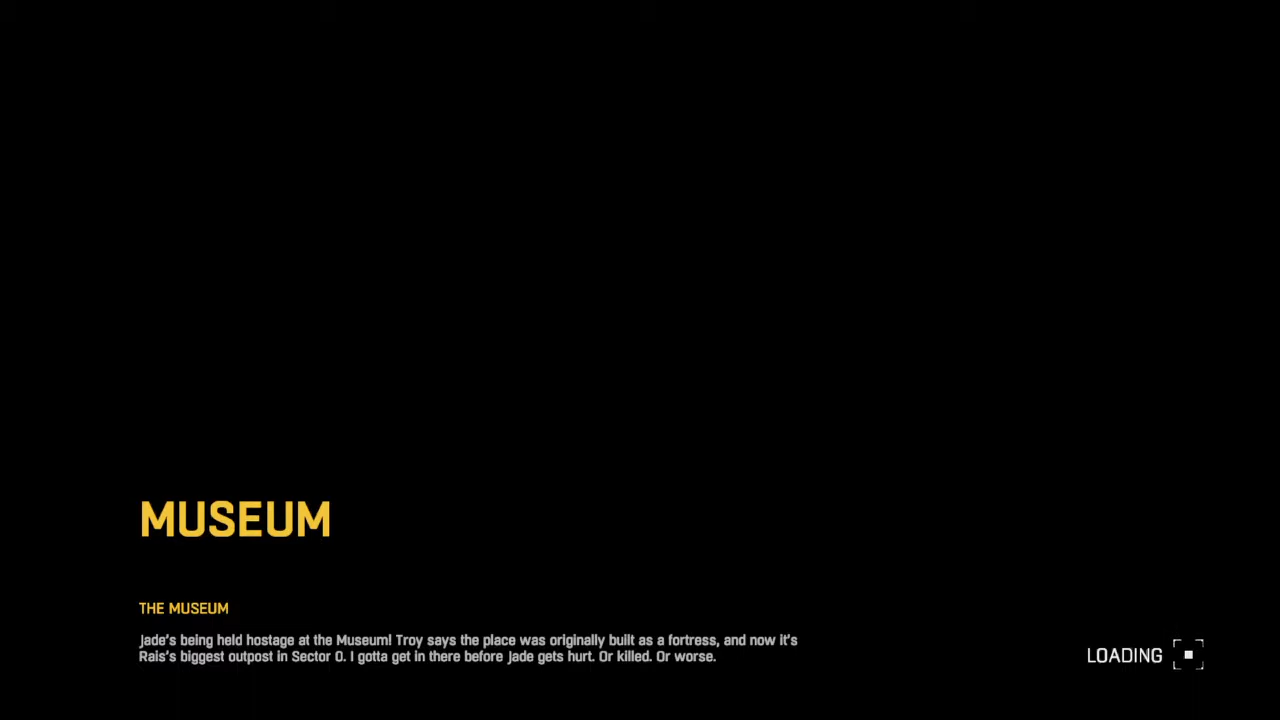 MUSEUM
THE MUSEUM
Jade's being held hostage at the Museum! Troy says the place was originally built as a fortress, and now it's
Rais's biggest outpost in Sector 0. I gotta get in there before Jade gets hurt. Or killed. Or worse.
LOADING